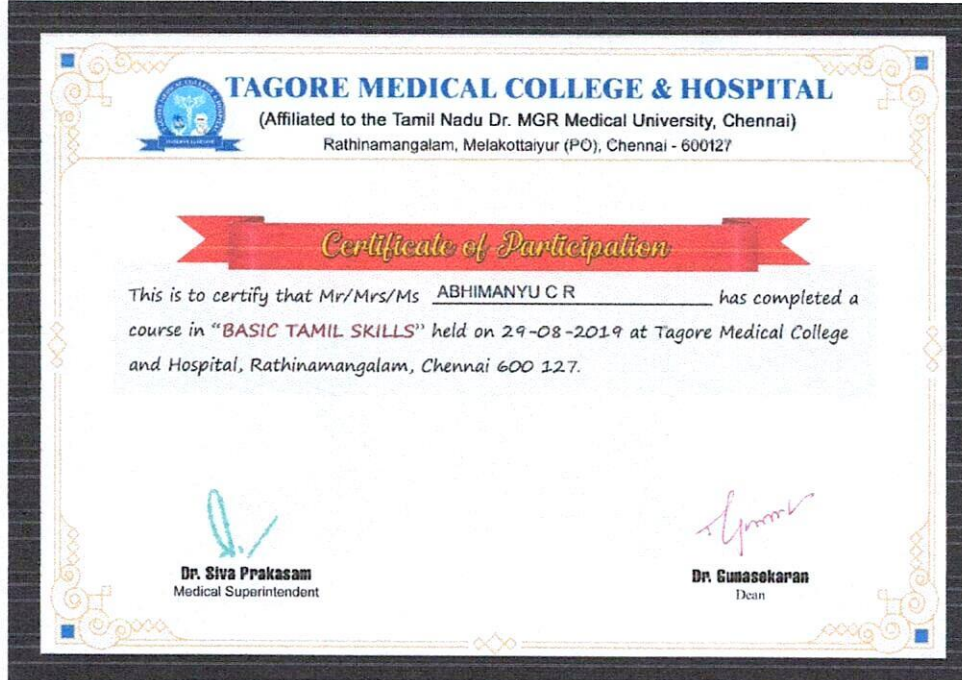 TAGORE MEDICAL COLLEGE & HOSPITAL
(Affiliated to the Tamil Nadu Dr. MGR Medical University, Chennai)
Rathinamangalam, Melakottaiyur (PO), Chennai - 600127
Certificate of Participation
This is to certify that Mr/Mrs/Ms ABHIMANYU C R has completed a
course in "BASIC TAMIL SKILLS" held on 29-08-2019 at Tagore Medical College
and Hospital, Rathinamangalam, Chennai 600 127.
Dr. Siva Prakasam
Medical Superintendent
Dr. Gunasekaran
Dean